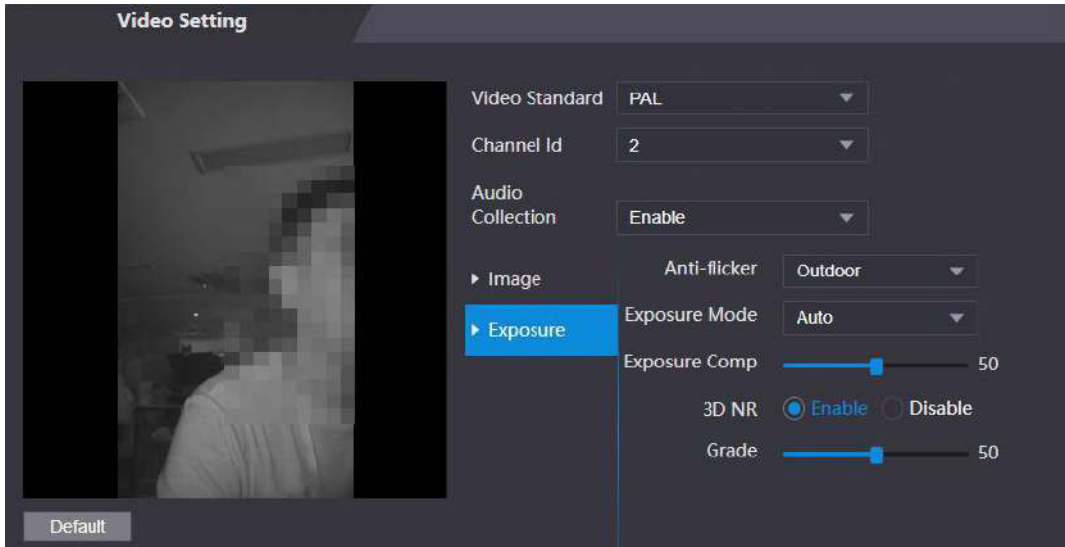 Video Setting
Video Standard PAL
Channel Id 2
Audio
Collection Enable
Image
Exposure
Anti-flicker Outdoor
Exposure Mode Auto
Exposure Comp 50
3D NR Enable Disable
Grade 50
Default